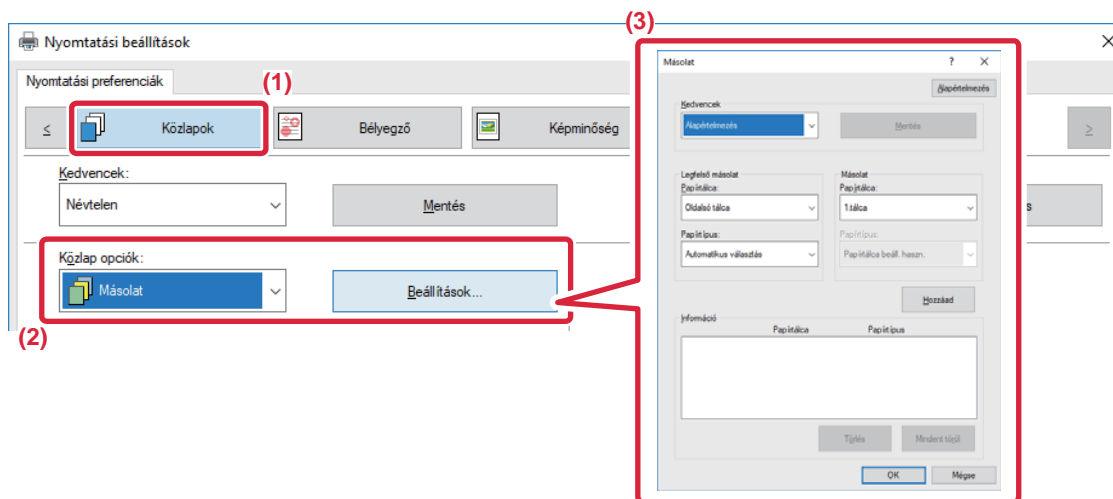 (3)
Nyomtatási beállítások
Nyomtatási preferenciák
(1)
<
Közlapok
Bélyegző
Képminőség
>
Kedvencek:
Névtelen
Mentés
s
Közlap opciók:
Másolat
Beállítások...
(2)
Másolat
?
Alapértelmezés
Kedvencek
Alapértelmezés
Mentés
Legfelső másolat
Papírtálca:
Oldalsó tálca
Papírtípus:
Automatikus választás
Másolat
Papírtálca:
1.tálca
Papírtípus:
Papírtálca beáll. haszn.
Hozzáad
Információ
Papírtálca Papírtípus
Törlés
Mindent töröl
OK
Mégse